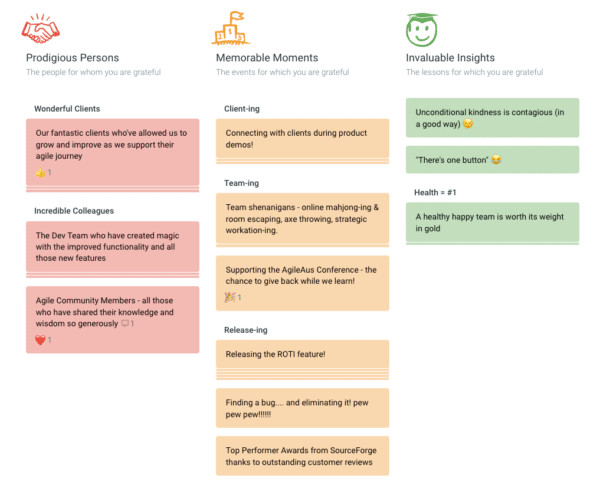 Prodigious Persons
The people for whom you are grateful
Wonderful Clients
Our fantastic clients who've allowed us to
grow and improve as we support their
agile journey
👍 1
Incredible Colleagues
The Dev Team who have created magic
with the improved functionality and all
those new features
Agile Community Members - all those
who have shared their knowledge and
wisdom so generously 1
❤️ 1
Memorable Moments
The events for which you are grateful
Client-ing
Connecting with clients during product
demos!
Team-ing
Team shenanigans - online mahjong-ing &
room escaping, axe throwing, strategic
workation-ing.
Supporting the AgileAus Conference - the
chance to give back while we learn!
🎉 1
Release-ing
Releasing the ROTI feature!
Finding a bug.... and eliminating it! pew
pew pew!!!!!!
Top Performer Awards from SourceForge
thanks to outstanding customer reviews
Invaluable Insights
The lessons for which you are grateful
Unconditional kindness is contagious (in
a good way) 😉
"There's one button" 😂
Health = #1
A healthy happy team is worth its weight
in gold